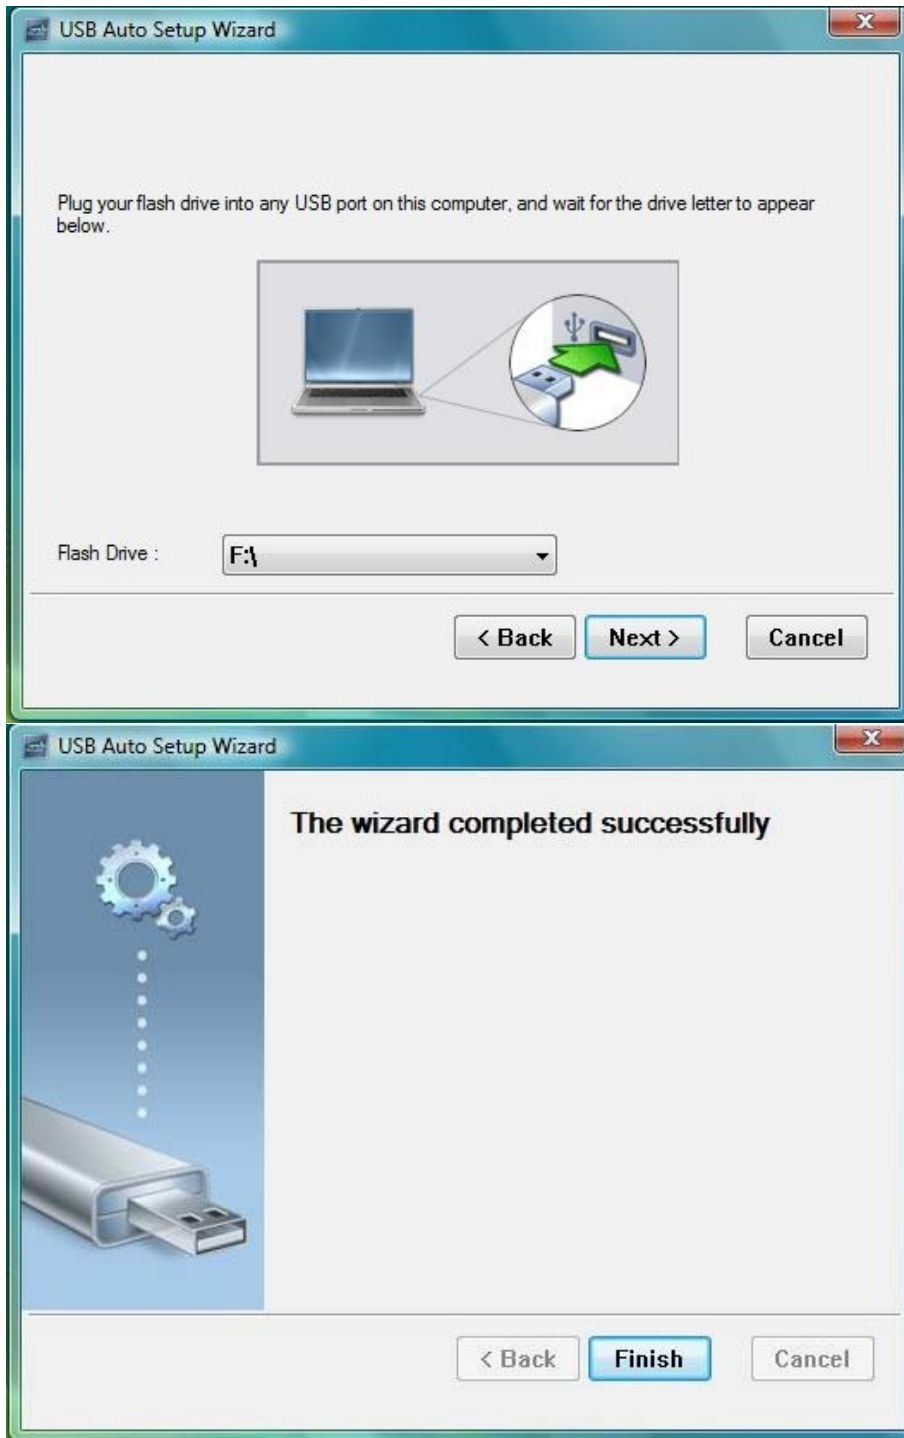 USB Auto Setup Wizard
Plug your flash drive into any USB port on this computer, and wait for the drive letter to appear
below.
Flash Drive :
F:\
< Back
Next >
Cancel
USB Auto Setup Wizard
The wizard completed successfully
< Back
Finish
Cancel